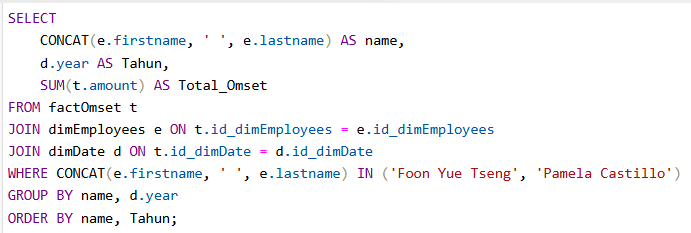 SELECT
CONCAT(e.firstname, ' ', e.lastname) AS name,
d.year AS Tahun,
SUM(t.amount) AS Total_Omset
FROM factOmset t
JOIN dimEmployees e ON t.id_dimEmployees = e.id_dimEmployees
JOIN dimDate d ON t.id_dimDate = d.id_dimDate
WHERE CONCAT(e.firstname, ' ', e.lastname) IN ('Foon Yue Tseng', 'Pamela Castillo')
GROUP BY name, d.year
ORDER BY name, Tahun;